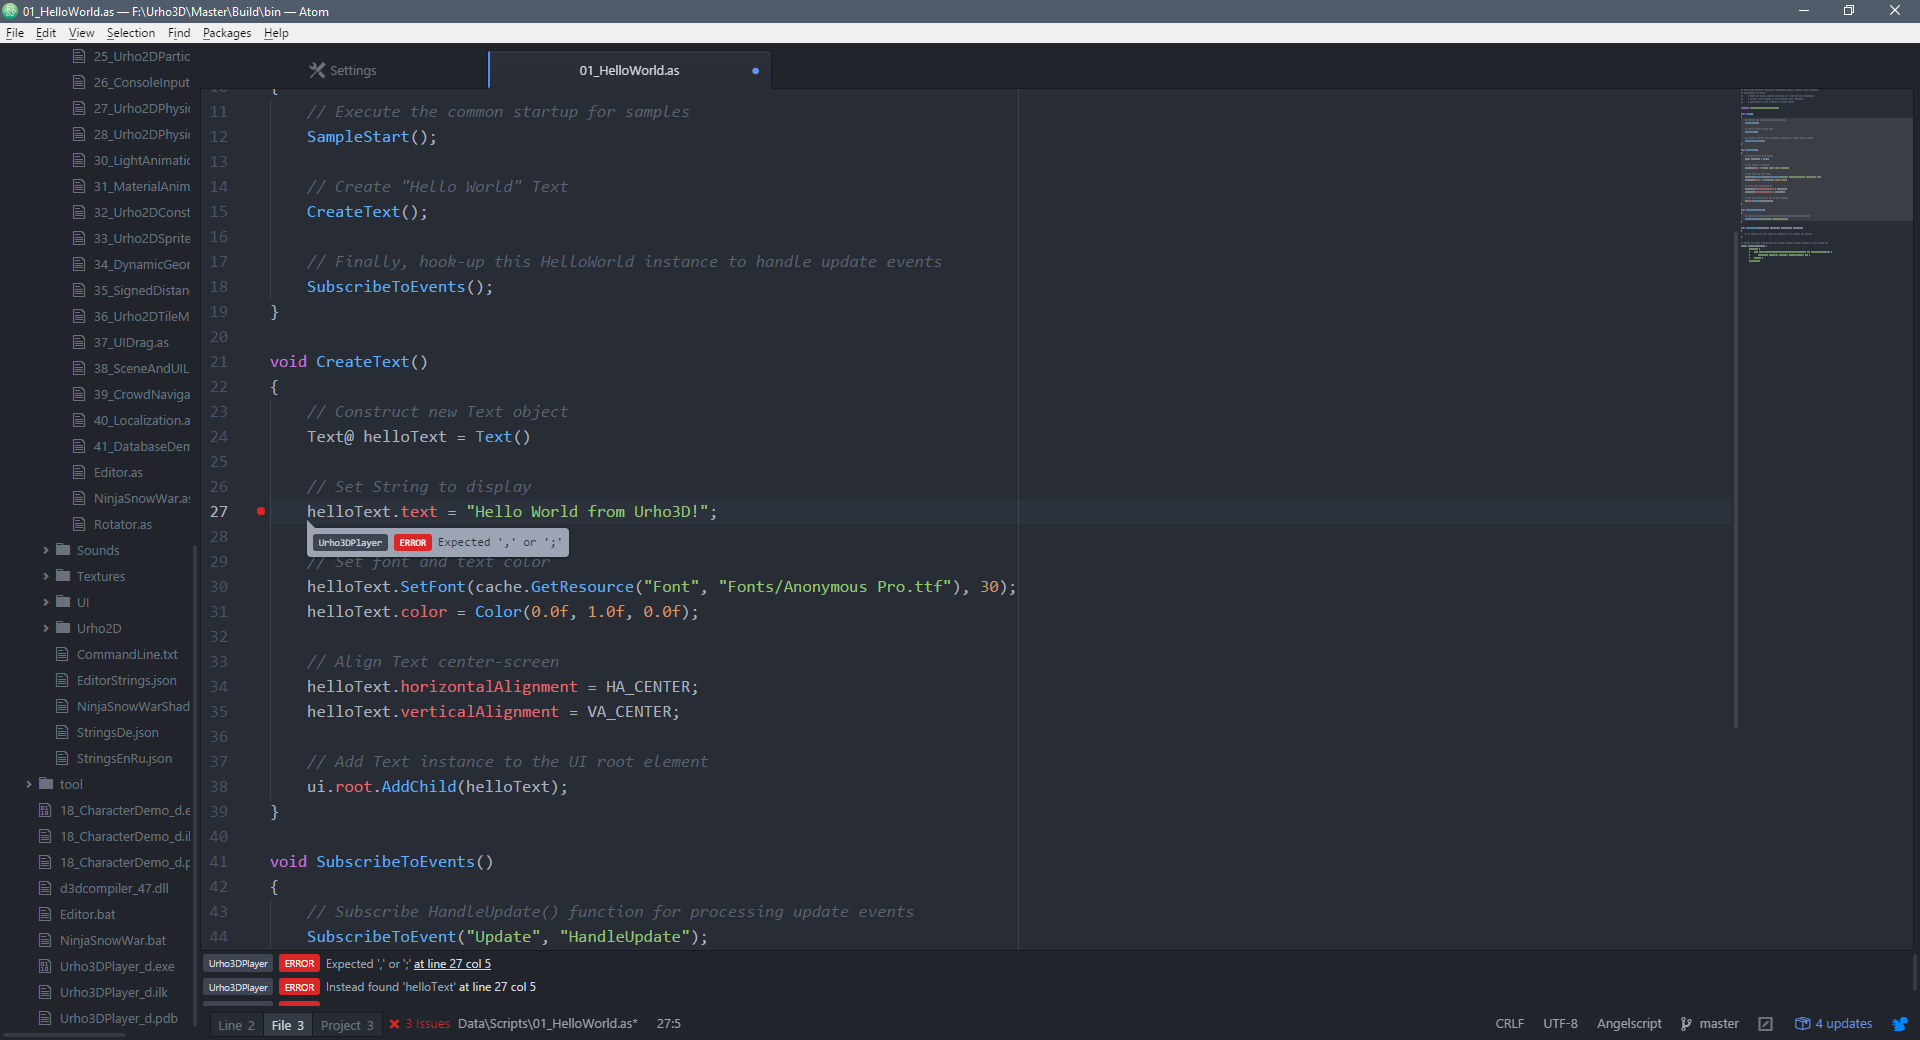 01_HelloWorld.as — F:\Urho3D\Master\Build\bin — Atom
File Edit View Selection Find Packages Help
25_Urho2DPartic
26_ConsoleInput
27_Urho2DPhysic
28_Urho2DPhysic
30_LightAnimatic
31_MaterialAnim
32_Urho2DConst
33_Urho2DSprite
34_DynamicGeor
35_SignedDistan
36_Urho2DTileM
37_UIDrag.as
38_SceneAndUIL
39_CrowdNaviga
40_Localization.a
41_DatabaseDem
Editor.as
NinjaSnowWar.as
Rotator.as
Sounds
Textures
UI
Urho2D
CommandLine.txt
EditorStrings.json
NinjaSnowWarShad
StringsDe.json
StringsEnRu.json
tool
18_CharacterDemo_d.e
18_CharacterDemo_d.il
18_CharacterDemo_d.p
d3dcompiler_47.dll
Editor.bat
NinjaSnowWar.bat
Urho3DPlayer_d.exe
Urho3DPlayer_d.ilk
Urho3DPlayer_d.pdb
Settings
01_HelloWorld.as
10 {
11 // Execute the common startup for samples
12 SampleStart();
13
14 // Create "Hello World" Text
15 CreateText();
16
17 // Finally, hook-up this HelloWorld instance to handle update events
18 SubscribeToEvents();
19 }
20
21 void CreateText()
22 {
23 // Construct new Text object
24 Text@ helloText = Text()
25
26 // Set String to display
27 helloText.text = "Hello World from Urho3D!";
28
Urho3DPlayer ERROR Expected ',' or ';'
29 // Set font and text color
30 helloText.SetFont(cache.GetResource("Font", "Fonts/Anonymous Pro.ttf"), 30);
31 helloText.color = Color(0.0f, 1.0f, 0.0f);
32
33 // Align Text center-screen
34 helloText.horizontalAlignment = HA_CENTER;
35 helloText.verticalAlignment = VA_CENTER;
36
37 // Add Text instance to the UI root element
38 ui.root.AddChild(helloText);
39 }
40
41 void SubscribeToEvents()
42 {
43 // Subscribe HandleUpdate() function for processing update events
44 SubscribeToEvent("Update", "HandleUpdate");
Urho3DPlayer ERROR Expected ',' or ';' at line 27 col 5
Urho3DPlayer ERROR Instead found 'helloText' at line 27 col 5
Line 2 File 3 Project 3 3 Issues Data\Scripts\01_HelloWorld.as* 27:5 CRLF UTF-8 Angelscript master 4 updates